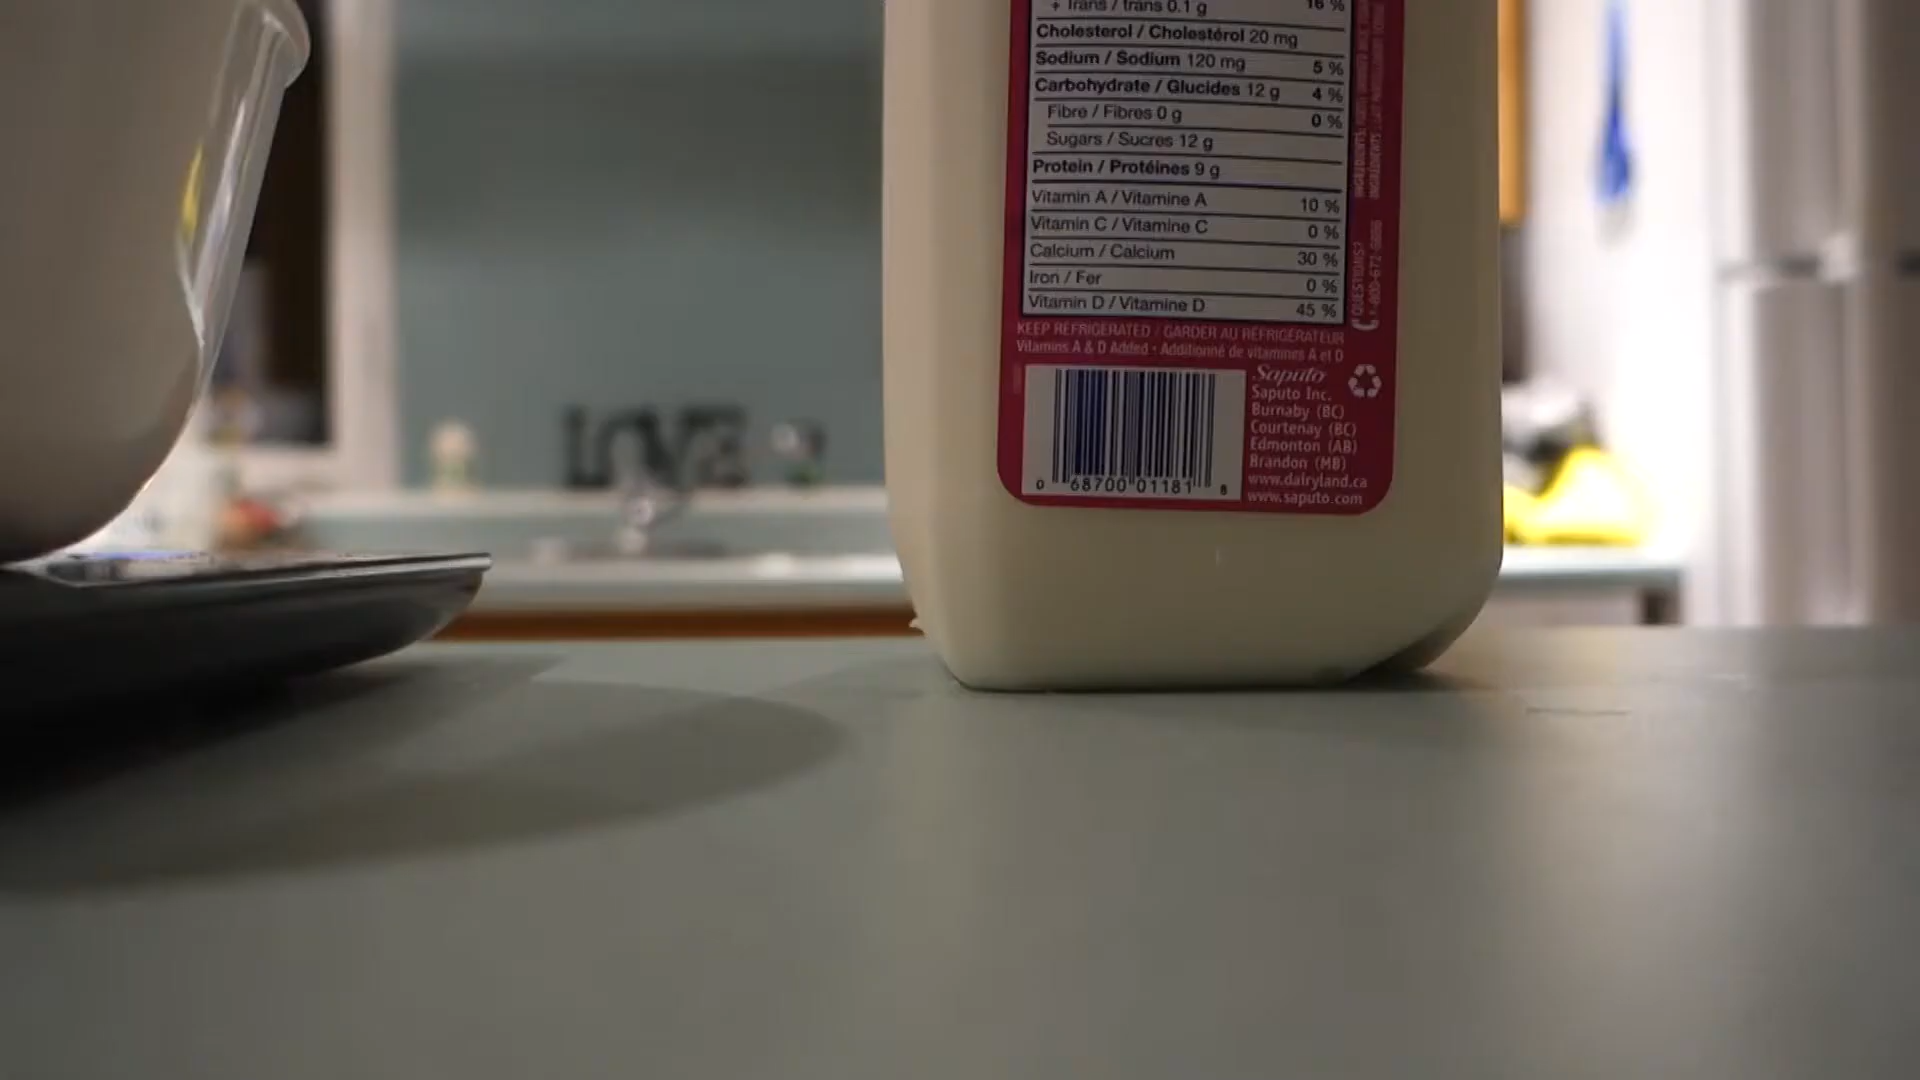 + Trans / trans 0.1 g 16 %
Cholesterol / Cholestérol 20 mg
Sodium / Sodium 120 mg 5 %
Carbohydrate / Glucides 12 g 4 %
Fibre / Fibres 0 g 0 %
Sugars / Sucres 12 g
Protein / Protéines 9 g
Vitamin A / Vitamine A 10 %
Vitamin C / Vitamine C 0 %
Calcium / Calcium 30 %
Iron / Fer 0 %
Vitamin D / Vitamine D 45 %
KEEP REFRIGERATED / GARDER AU RÉFRIGÉRATEUR
Vitamins A & D Added • Additionné de vitamines A et D
Saputo
Saputo Inc.
Burnaby (BC)
Courtenay (BC)
Edmonton (AB)
Brandon (MB)
www.dairyland.ca
www.saputo.com
0 68700 01181 8
QUESTIONS?
LOVE